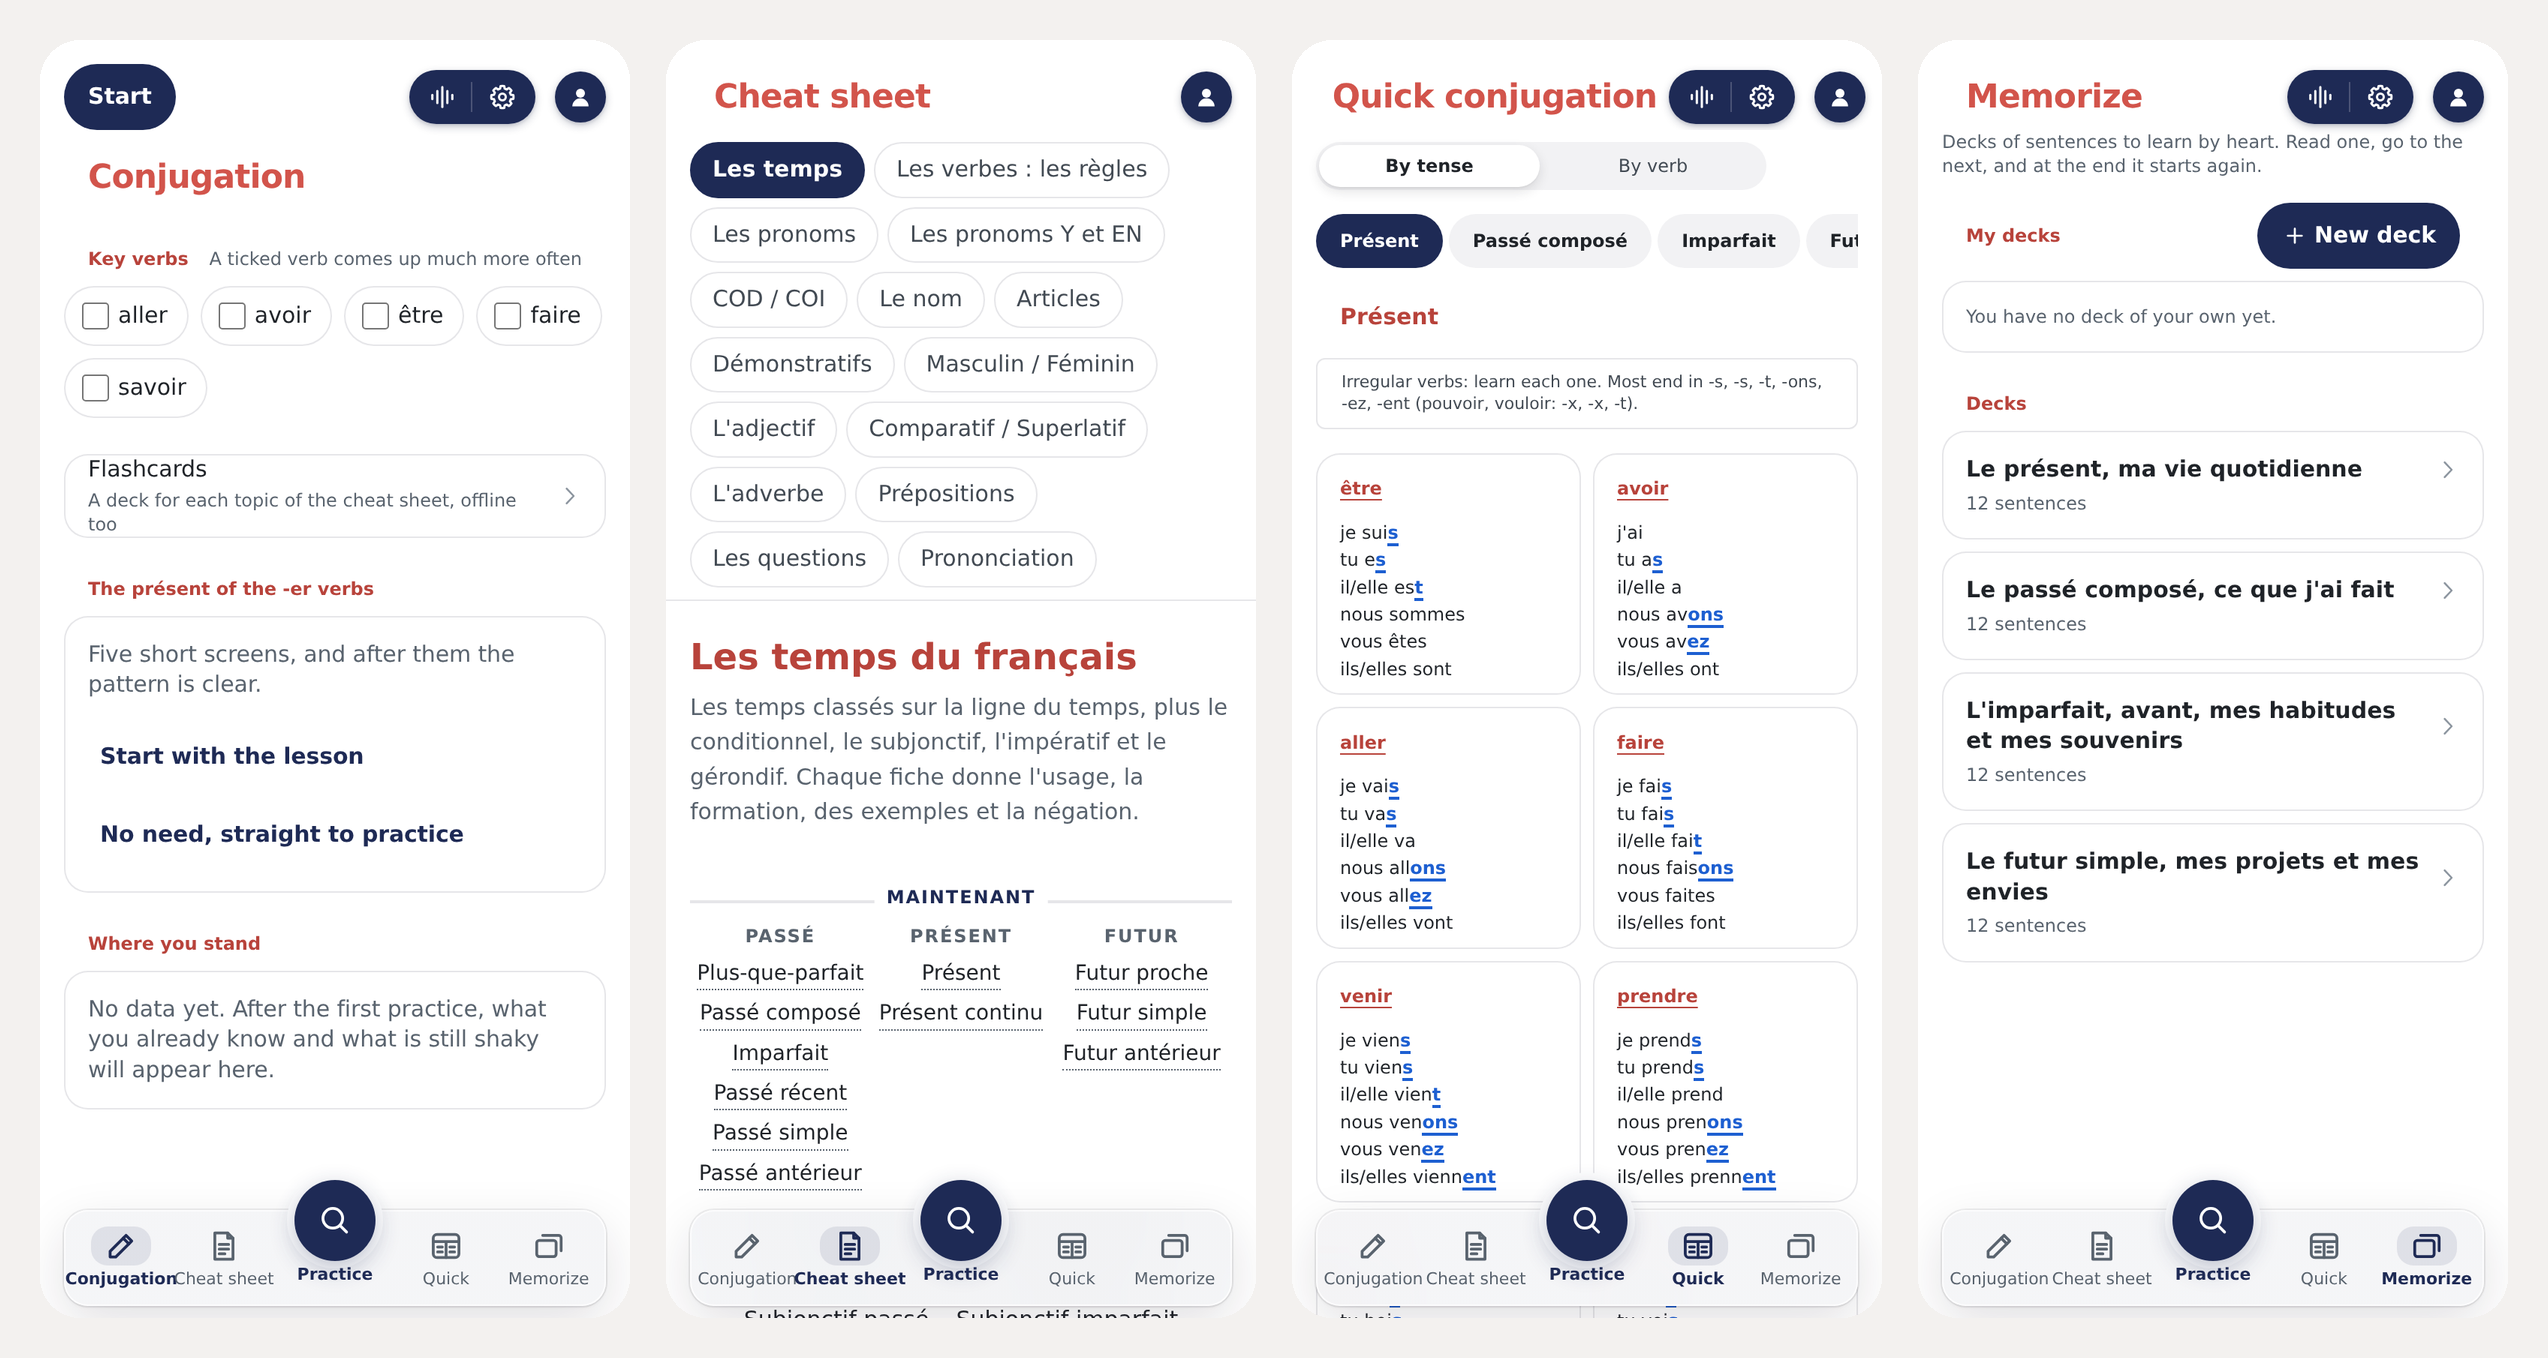 Start
Conjugation
Key verbs A ticked verb comes up much more often
aller avoir être faire
savoir
Flashcards
A deck for each topic of the cheat sheet, offline
too
The présent of the -er verbs
Five short screens, and after them the
pattern is clear.
Start with the lesson
No need, straight to practice
Where you stand
No data yet. After the first practice, what
you already know and what is still shaky
will appear here.
Conjugation Cheat sheet Practice Quick Memorize
Cheat sheet
Les temps Les verbes : les règles
Les pronoms Les pronoms Y et EN
COD / COI Le nom Articles
Démonstratifs Masculin / Féminin
L'adjectif Comparatif / Superlatif
L'adverbe Prépositions
Les questions Prononciation
Les temps du français
Les temps classés sur la ligne du temps, plus le
conditionnel, le subjonctif, l'impératif et le
gérondif. Chaque fiche donne l'usage, la
formation, des exemples et la négation.
MAINTENANT
PASSÉ PRÉSENT FUTUR
Plus-que-parfait Présent Futur proche
Passé composé Présent continu Futur simple
Imparfait Futur antérieur
Passé récent
Passé simple
Passé antérieur
Conjugation Cheat sheet Practice Quick Memorize
Subjonctif passé Subjonctif imparfait
Quick conjugation
By tense By verb
Présent Passé composé Imparfait Fut
Présent
Irregular verbs: learn each one. Most end in -s, -s, -t, -ons,
-ez, -ent (pouvoir, vouloir: -x, -x, -t).
être
je suis
tu es
il/elle est
nous sommes
vous êtes
ils/elles sont
avoir
j'ai
tu as
il/elle a
nous avons
vous avez
ils/elles ont
aller
je vais
tu vas
il/elle va
nous allons
vous allez
ils/elles vont
faire
je fais
tu fais
il/elle fait
nous faisons
vous faites
ils/elles font
venir
je viens
tu viens
il/elle vient
nous venons
vous venez
ils/elles viennent
prendre
je prends
tu prends
il/elle prend
nous prenons
vous prenez
ils/elles prennent
Conjugation Cheat sheet Practice Quick Memorize
Memorize
Decks of sentences to learn by heart. Read one, go to the
next, and at the end it starts again.
My decks + New deck
You have no deck of your own yet.
Decks
Le présent, ma vie quotidienne
12 sentences
Le passé composé, ce que j'ai fait
12 sentences
L'imparfait, avant, mes habitudes
et mes souvenirs
12 sentences
Le futur simple, mes projets et mes
envies
12 sentences
Conjugation Cheat sheet Practice Quick Memorize